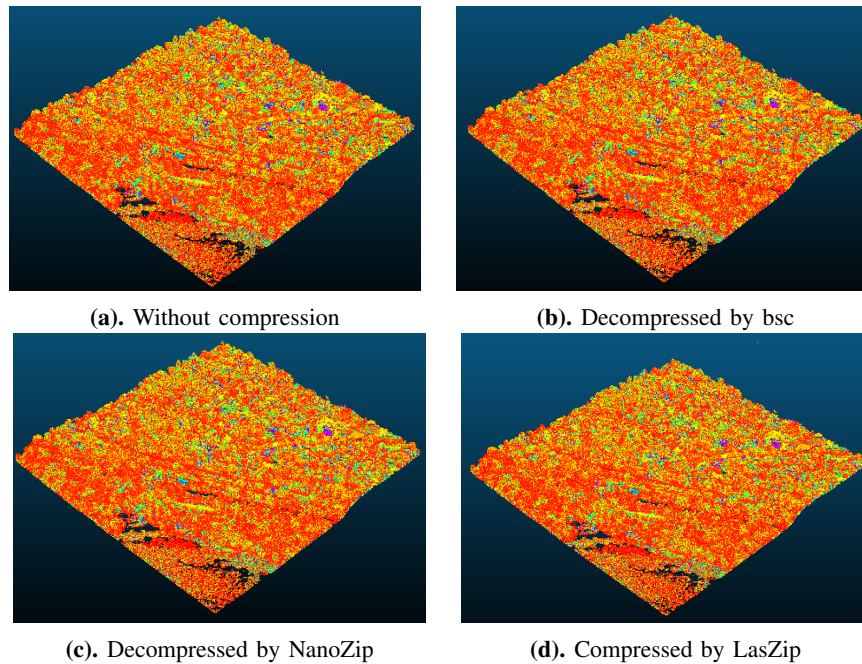 (a). Without compression
(b). Decompressed by bsc
(c). Decompressed by NanoZip
(d). Compressed by LasZip